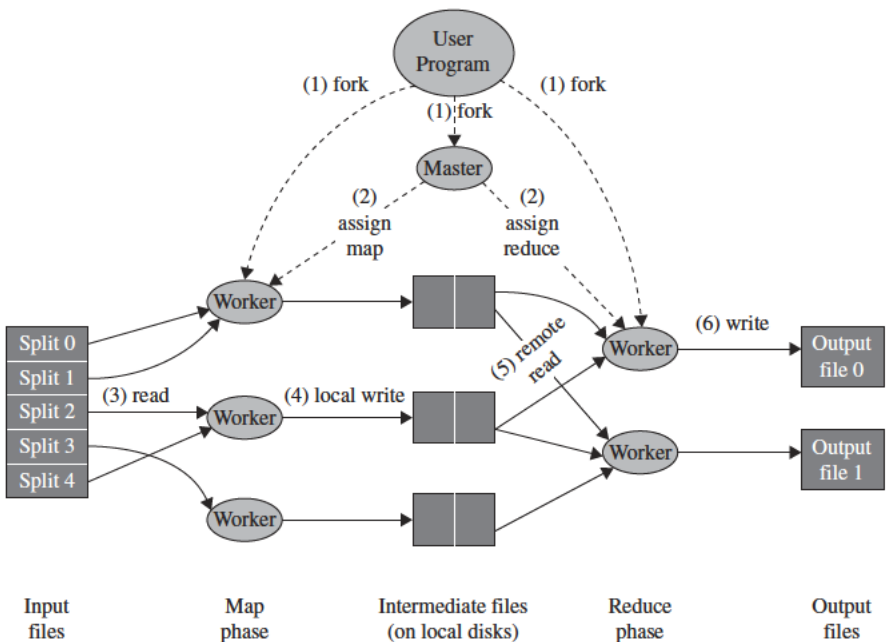 User
Program
(1) fork
(1) fork
(1) fork
Master
(2)
assign
map
(2)
assign
reduce
Worker
Split 0
Split 1
Split 2
Split 3
Split 4
(3) read
Worker
(4) local write
Worker
(5) remote
read
Worker
(6) write
Output
file 0
Worker
Output
file 1
Input
files
Map
phase
Intermediate files
(on local disks)
Reduce
phase
Output
files